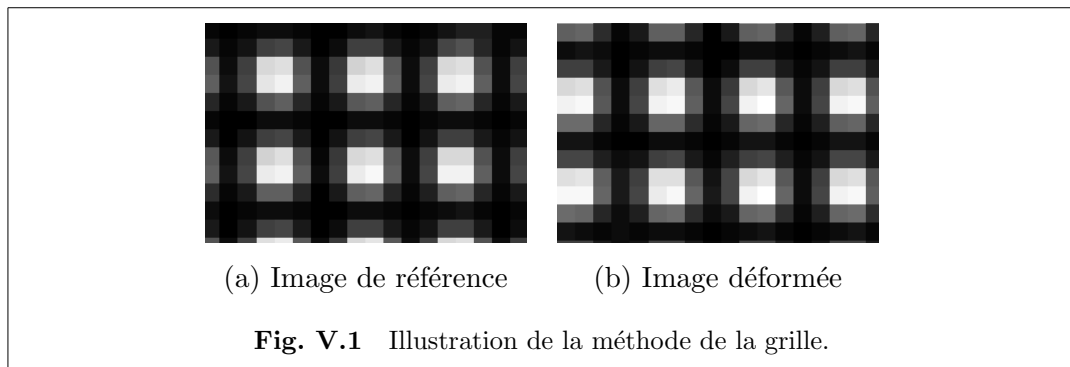 (a) Image de référence
(b) Image déformée
Fig. V.1 Illustration de la méthode de la grille.